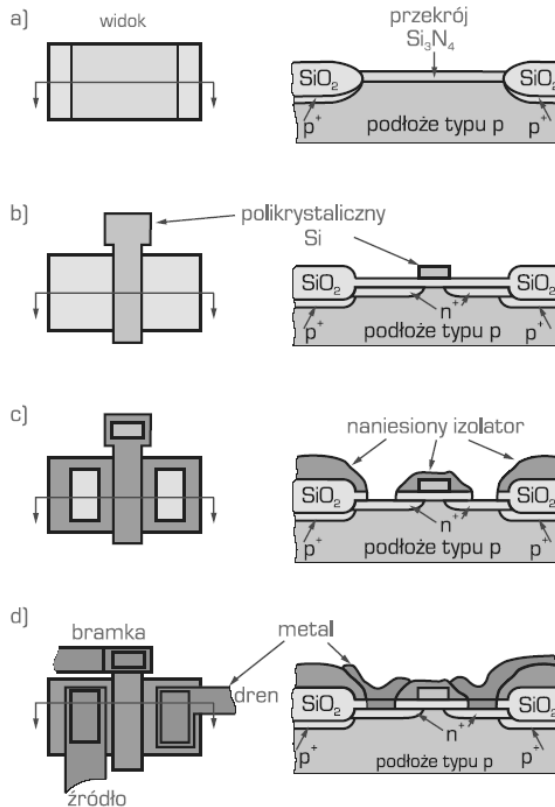 a)
widok
przekrój
Si₃N₄
SiO₂
SiO₂
p⁺
podłoże typu p
p⁺
b)
polikrystaliczny
Si
SiO₂
SiO₂
n⁺
p⁺
podłoże typu p
p⁺
c)
naniesiony izolator
SiO₂
SiO₂
n⁺
p⁺
podłoże typu p
p⁺
d)
bramka
metal
dren
źródło
SiO₂
SiO₂
n⁺
p⁺
podłoże typu p
p⁺